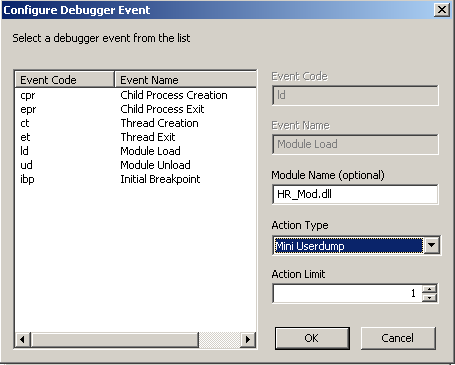 Configure Debugger Event
Select a debugger event from the list
Event Code Event Name
cpr Child Process Creation
epr Child Process Exit
ct Thread Creation
et Thread Exit
ld Module Load
ud Module Unload
ibp Initial Breakpoint
Event Code
ld
Event Name
Module Load
Module Name (optional)
HR_Mod.dll
Action Type
Mini Userdump
Action Limit
1
OK Cancel